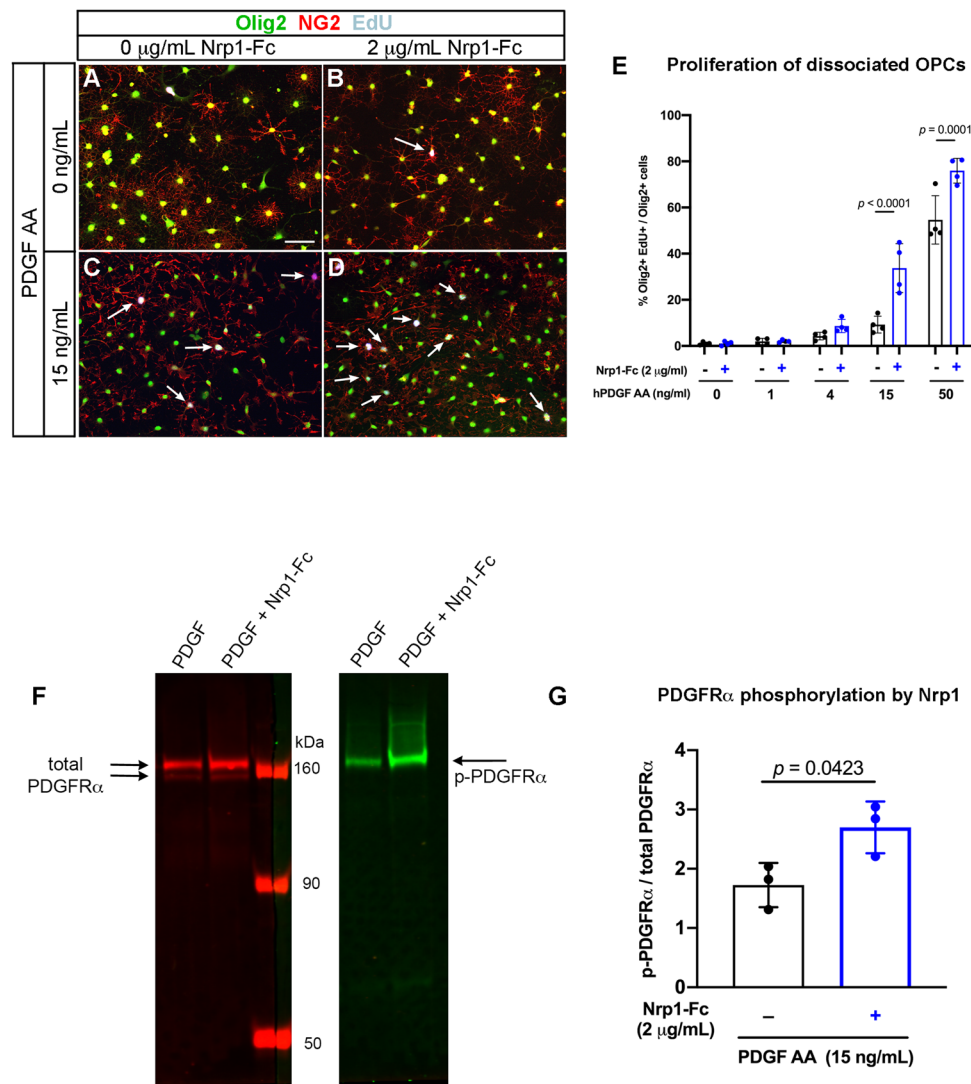 Olig2 NG2 EdU
0 μg/mL Nrp1-Fc 2 μg/mL Nrp1-Fc
PDGF AA
0 ng/mL
15 ng/mL
A
B
C
D
E Proliferation of dissociated OPCs
% Olig2+ EdU+ / Olig2+ cells
100
80
60
40
20
0
p < 0.0001
p = 0.0001
Nrp1-Fc (2 μg/ml) - + - + - + - + - +
hPDGF AA (ng/ml) 0 1 4 15 50
F
PDGF
PDGF + Nrp1-Fc
PDGF
PDGF + Nrp1-Fc
total
PDGFRα
kDa
160
90
50
p-PDGFRα
G PDGFRα phosphorylation by Nrp1
p-PDGFRα / total PDGFRα
4
3
2
1
0
p = 0.0423
Nrp1-Fc
(2 μg/mL) − +
PDGF AA (15 ng/mL)